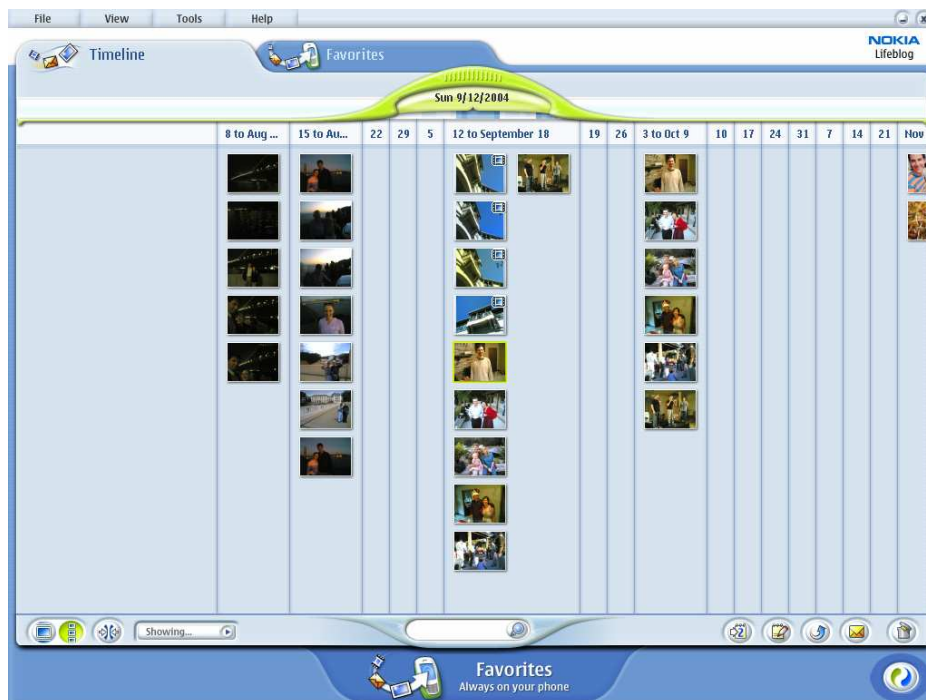 File View Tools Help
Timeline
Favorites
NOKIA
Lifeblog
Sun 9/12/2004
8 to Aug ... 15 to Au... 22 29 5 12 to September 18 19 26 3 to Oct 9 10 17 24 31 7 14 21 Nov
Showing...
2
Favorites
Always on your phone